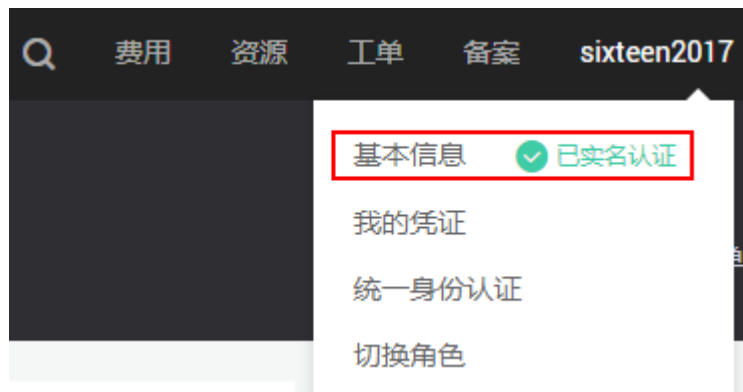 费用 资源 工单 备案 sixteen2017
基本信息 已实名认证
我的凭证
统一身份认证
切换角色